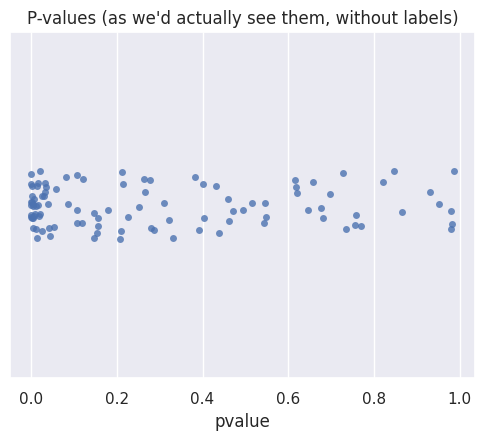 P-values (as we'd actually see them, without labels)
0.0 0.2 0.4 0.6 0.8 1.0
pvalue